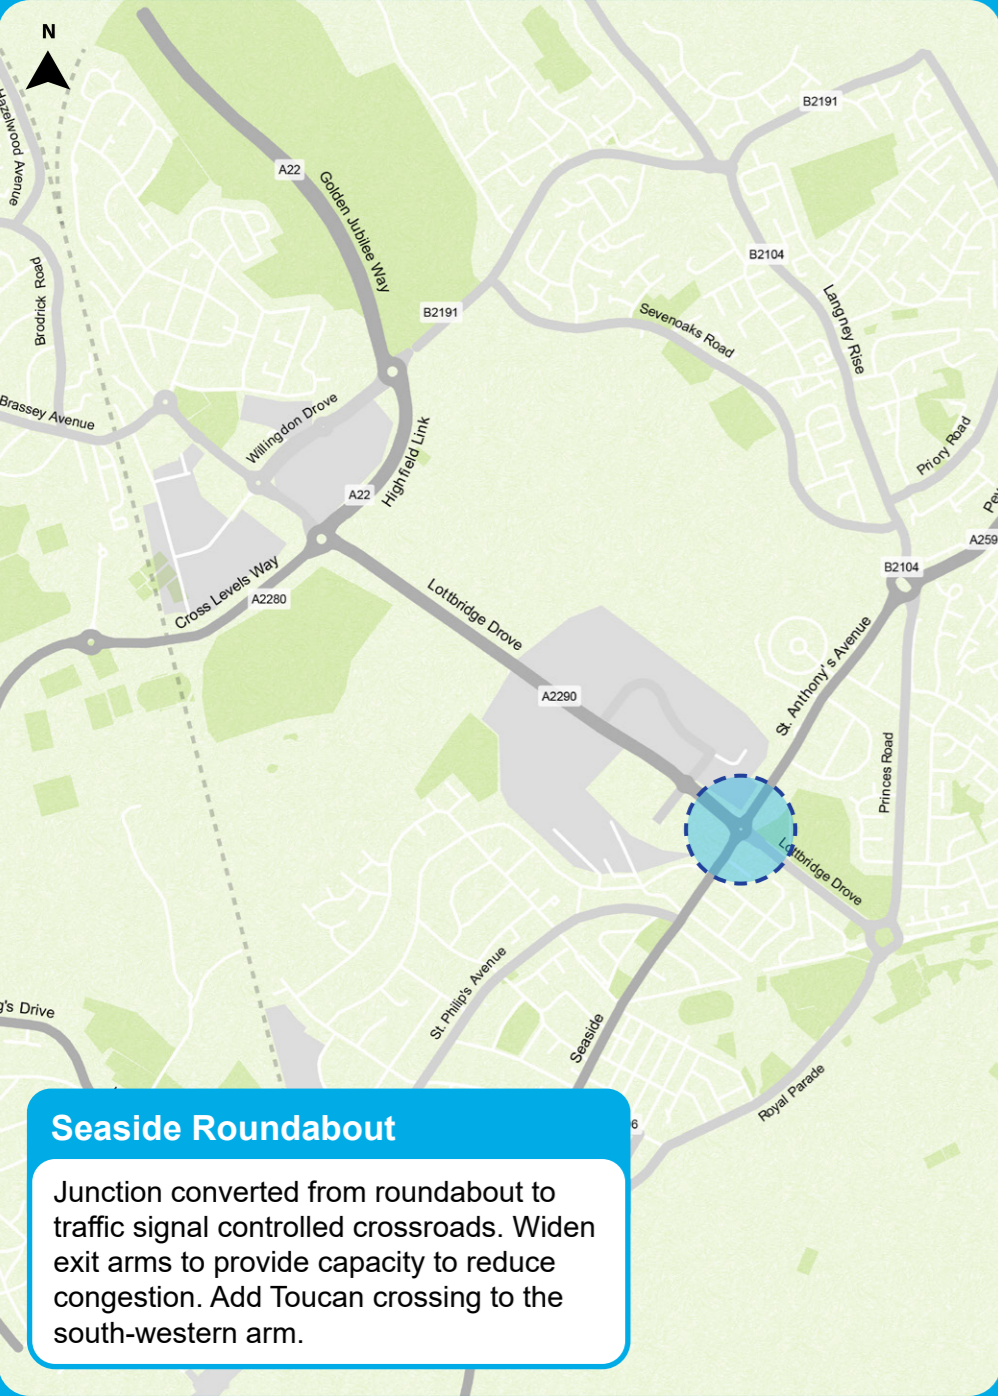 N
Hazelwood Avenue
B2191
A22
Golden Jubilee Way
B2104
Brodrick Road
Langney Rise
B2191
Sevenoaks Road
Willingdon Drove
Brassey Avenue
Highfield Link
Priory Road
A22
A259
Lottbridge Drove
B2104
Cross Levels Way
A2280
St. Anthony's Avenue
A2290
Princes Road
Lottbridge Drove
St. Philip's Avenue
g's Drive
Seaside
Royal Parade
6
Seaside Roundabout
Junction converted from roundabout to
traffic signal controlled crossroads. Widen
exit arms to provide capacity to reduce
congestion. Add Toucan crossing to the
south-western arm.